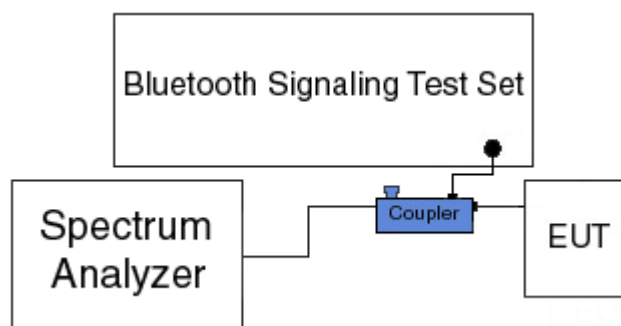 Bluetooth Signaling Test Set
Coupler
Spectrum
Analyzer
EUT